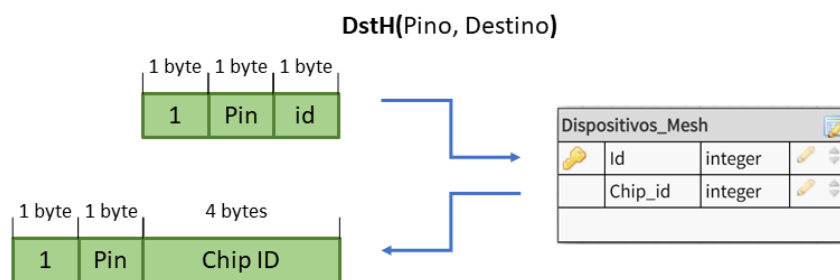 DstH(Pino, Destino)
1 byte 1 byte 1 byte
1 Pin id
Dispositivos_Mesh
Id integer
Chip_id integer
1 byte 1 byte 4 bytes
1 Pin Chip ID